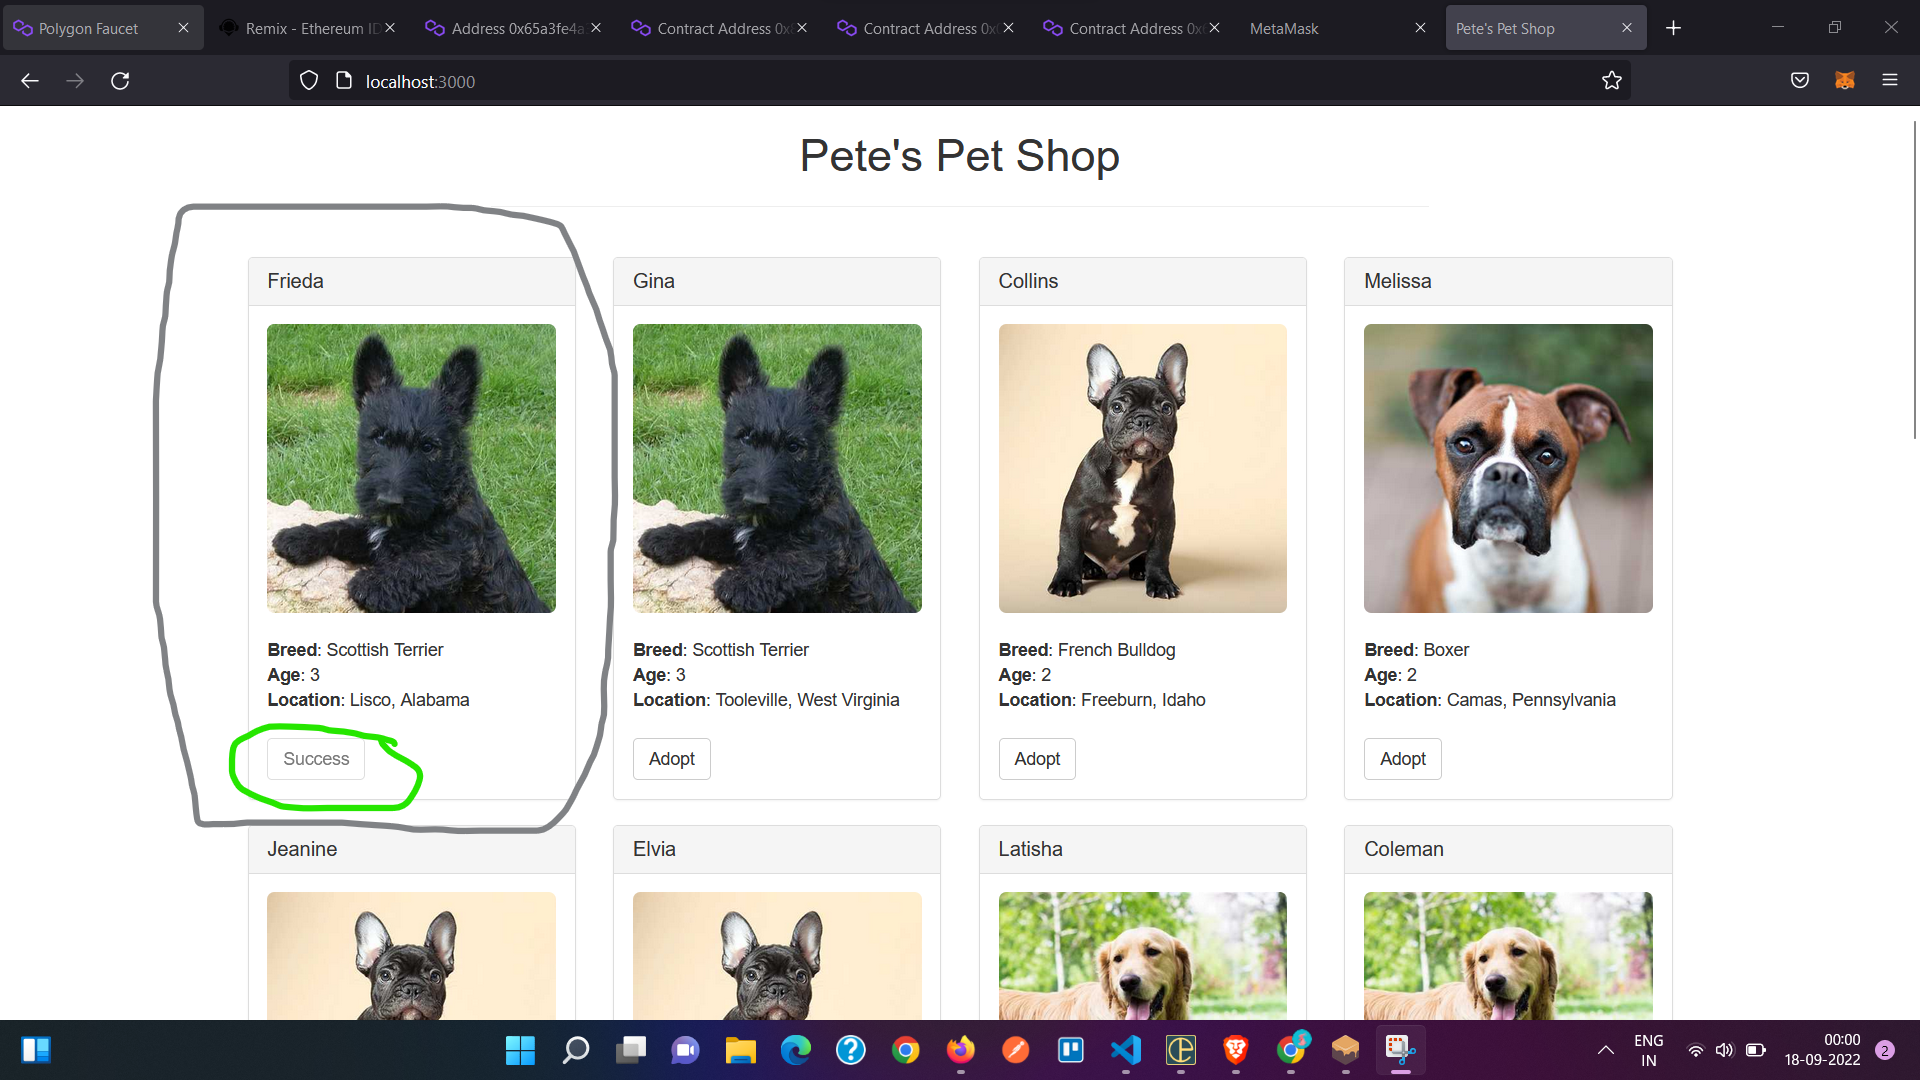 Polygon Faucet
Remix - Ethereum ID
Address 0x65a3fe4a
Contract Address 0x
Contract Address 0x
Contract Address 0x
MetaMask
Pete's Pet Shop
localhost:3000
Pete's Pet Shop
Frieda
Gina
Collins
Melissa
Breed: Scottish Terrier
Age: 3
Location: Lisco, Alabama
Success
Breed: Scottish Terrier
Age: 3
Location: Tooleville, West Virginia
Adopt
Breed: French Bulldog
Age: 2
Location: Freeburn, Idaho
Adopt
Breed: Boxer
Age: 2
Location: Camas, Pennsylvania
Adopt
Jeanine
Elvia
Latisha
Coleman
ENG
IN
00:00
18-09-2022
2